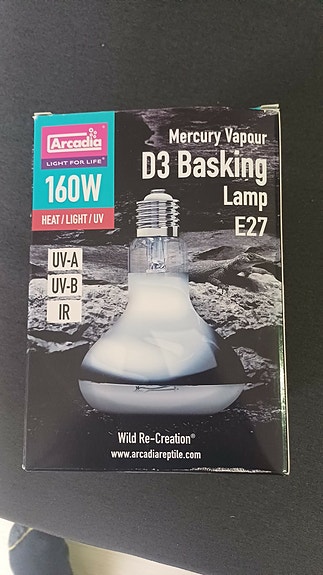 Arcadia®
LIGHT FOR LIFE®
160W
HEAT / LIGHT / UV
UV-A
UV-B
IR
Mercury Vapour
D3 Basking
Lamp
E27
Wild Re-Creation®
www.arcadiareptile.com